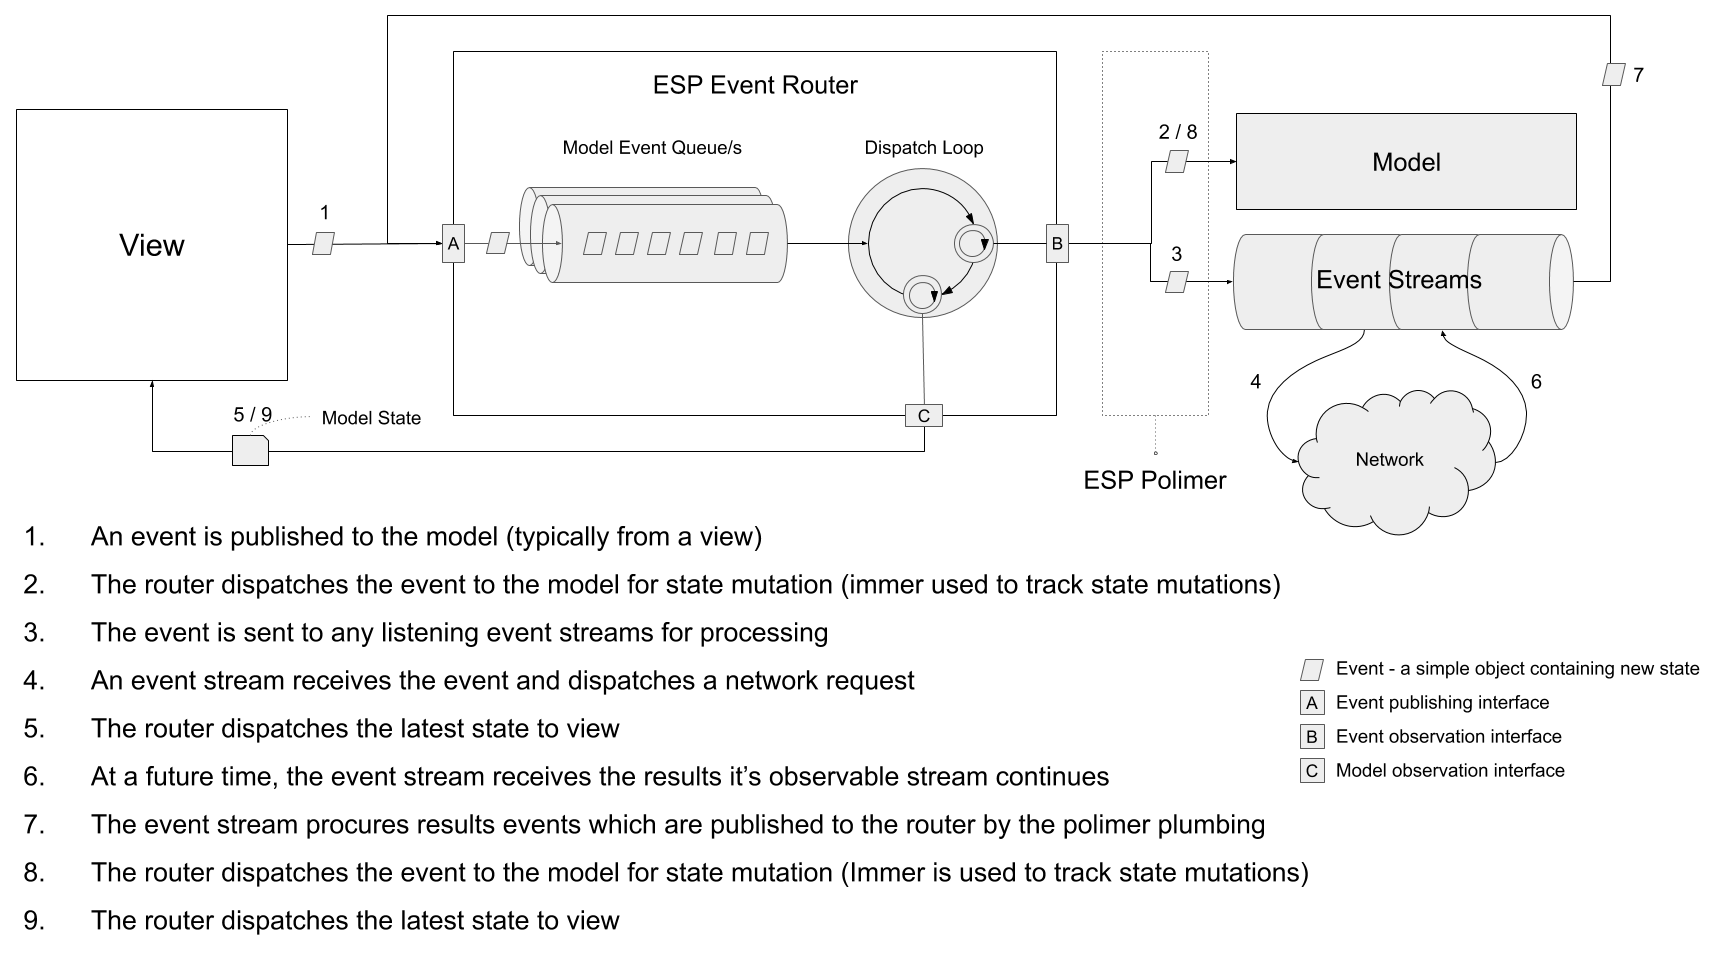 7
ESP Event Router
2 / 8
Model Event Queue/s
Dispatch Loop
Model
1
View
A
B
3
Event Streams
4
6
5 / 9
Model State
C
Network
ESP Polimer
1. An event is published to the model (typically from a view)
2. The router dispatches the event to the model for state mutation (immer used to track state mutations)
3. The event is sent to any listening event streams for processing
4. An event stream receives the event and dispatches a network request
5. The router dispatches the latest state to view
6. At a future time, the event stream receives the results it’s observable stream continues
7. The event stream procures results events which are published to the router by the polimer plumbing
8. The router dispatches the event to the model for state mutation (Immer is used to track state mutations)
9. The router dispatches the latest state to view
Event - a simple object containing new state
A Event publishing interface
B Event observation interface
C Model observation interface